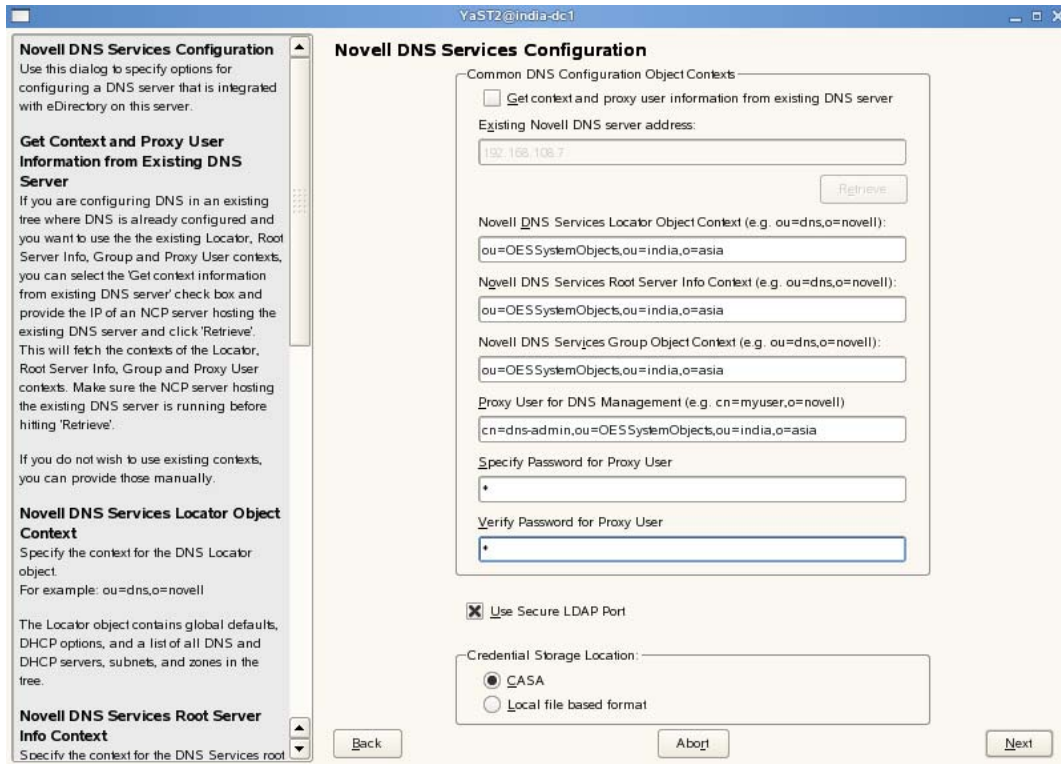 YaST2@india-dc1
Novell DNS Services Configuration
Use this dialog to specify options for
configuring a DNS server that is integrated
with eDirectory on this server.
Get Context and Proxy User
Information from Existing DNS
Server
If you are configuring DNS in an existing
tree where DNS is already configured and
you want to use the the existing Locator, Root
Server Info, Group and Proxy User contexts,
you can select the 'Get context information
from existing DNS server' check box and
provide the IP of an NCP server hosting the
existing DNS server and click 'Retrieve'.
This will fetch the contexts of the Locator,
Root Server Info, Group and Proxy User
contexts. Make sure the NCP server hosting
the existing DNS server is running before
hitting 'Retrieve'.
If you do not wish to use existing contexts,
you can provide those manually.
Novell DNS Services Locator Object
Context
Specify the context for the DNS Locator
object.
For example: ou=dns,o=novell
The Locator object contains global defaults,
DHCP options, and a list of all DNS and
DHCP servers, subnets, and zones in the
tree.
Novell DNS Services Root Server
Info Context
Specify the context for the DNS Services root
Novell DNS Services Configuration
Common DNS Configuration Object Contexts
Get context and proxy user information from existing DNS server
Existing Novell DNS server address:
192.168.108.7
Retrieve
Novell DNS Services Locator Object Context (e.g. ou=dns,o=novell):
ou=OESSystemObjects,ou=india,o=asia
Novell DNS Services Root Server Info Context (e.g. ou=dns,o=novell):
ou=OESSystemObjects,ou=india,o=asia
Novell DNS Services Group Object Context (e.g. ou=dns,o=novell):
ou=OESSystemObjects,ou=india,o=asia
Proxy User for DNS Management (e.g. cn=myuser,o=novell)
cn=dns-admin,ou=OESSystemObjects,ou=india,o=asia
Specify Password for Proxy User
*
Verify Password for Proxy User
*
Use Secure LDAP Port
Credential Storage Location:
CASA
Local file based format
Back
Abort
Next